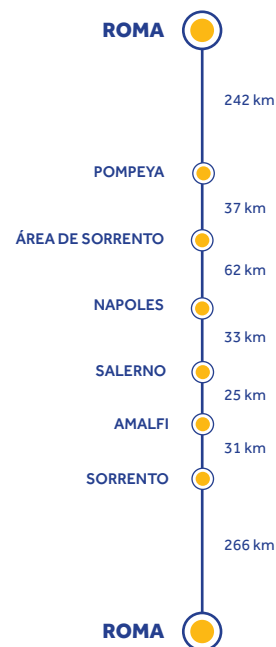 ROMA
242 km
POMPEYA
37 km
ÁREA DE SORRENTO
62 km
NAPOLES
33 km
SALERNO
25 km
AMALFI
31 km
SORRENTO
266 km
ROMA